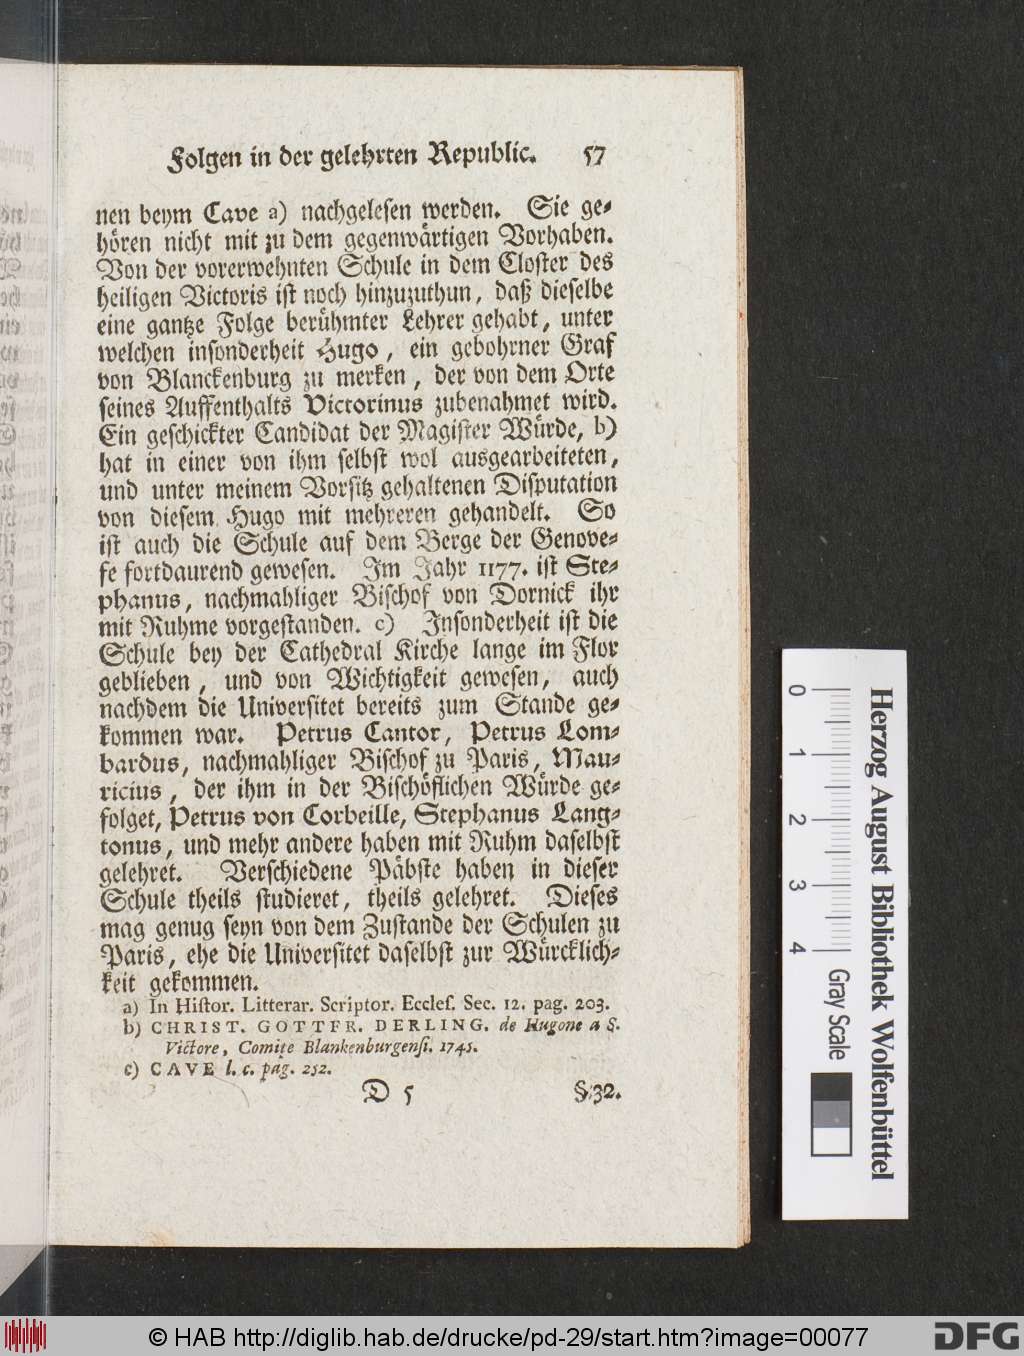 Folgen in der gelehrten Republic. 57
nen beym Cave a) nachgelesen werden. Sie ge-
hören nicht mit zu dem gegenwärtigen Vorhaben.
Von der vorerwehnten Schule in dem Closter des
heiligen Victoris ist noch hinzuzuthun, daß dieselbe
eine gantze Folge berühmter Lehrer gehabt, unter
welchen insonderheit Hugo, ein gebohrner Graf
von Blanckenburg zu merken, der von dem Orte
seines Auffenthalts Victorinus zubenahmet wird.
Ein geschickter Candidat der Magister Würde, b)
hat in einer von ihm selbst wol ausgearbeiteten,
und unter meinem Vorsitz gehaltenen Disputation
von diesem Hugo mit mehreren gehandelt. So
ist auch die Schule auf dem Berge der Genove-
fe fortdaurend gewesen. Im Jahr 1177. ist Ste-
phanus, nachmahliger Bischof von Dornick ihr
mit Ruhme vorgestanden. c) Insonderheit ist die
Schule bey der Cathedral Kirche lange im Flor
geblieben, und von Wichtigkeit gewesen, auch
nachdem die Universitet bereits zum Stande ge-
kommen war. Petrus Cantor, Petrus Lom-
bardus, nachmahliger Bischof zu Paris, Mau-
ricius, der ihm in der Bischöflichen Würde ge-
folget, Petrus von Corbeille, Stephanus Lang-
tonus, und mehr andere haben mit Ruhm daselbst
gelehret. Verschiedene Päbste haben in dieser
Schule theils studieret, theils gelehret. Dieses
mag genug seyn von dem Zustande der Schulen zu
Paris, ehe die Universitet daselbst zur Würcklich-
keit gekommen.
a) In Histor. Litterar. Scriptor. Eccles. Sec. 12. pag. 203.
b) CHRIST. GOTTFR. DERLING. de Hugone a S.
Victore, Comite Blankenburgensi. 1745.
c) CAVE l. c. pag. 232.
D 5 §. 32.
0 1 2 3 4
Herzog August Bibliothek Wolfenbüttel
Gray Scale
© HAB http://diglib.hab.de/drucke/pd-29/start.htm?image=00077
DFG